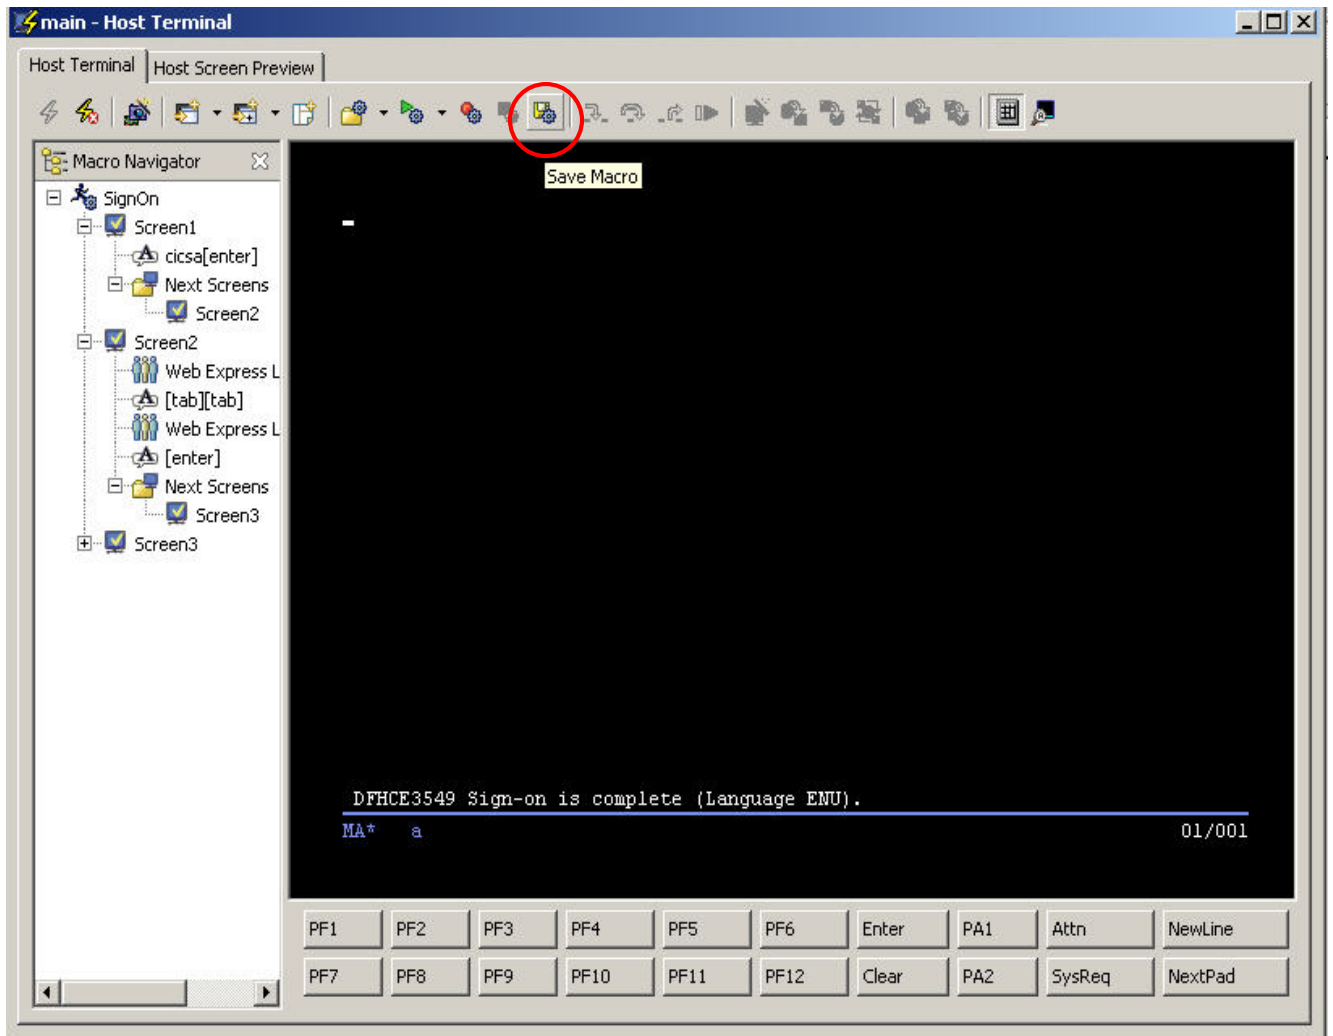 main - Host Terminal
Host Terminal
Host Screen Preview
Save Macro
Macro Navigator
SignOn
Screen1
cicsa[enter]
Next Screens
Screen2
Screen2
Web Express L
[tab][tab]
Web Express L
[enter]
Next Screens
Screen3
Screen3
DFHCE3549 Sign-on is complete (Language ENU).
MA* a 01/001
PF1 PF2 PF3 PF4 PF5 PF6 Enter PA1 Attn NewLine
PF7 PF8 PF9 PF10 PF11 PF12 Clear PA2 SysReq NextPad